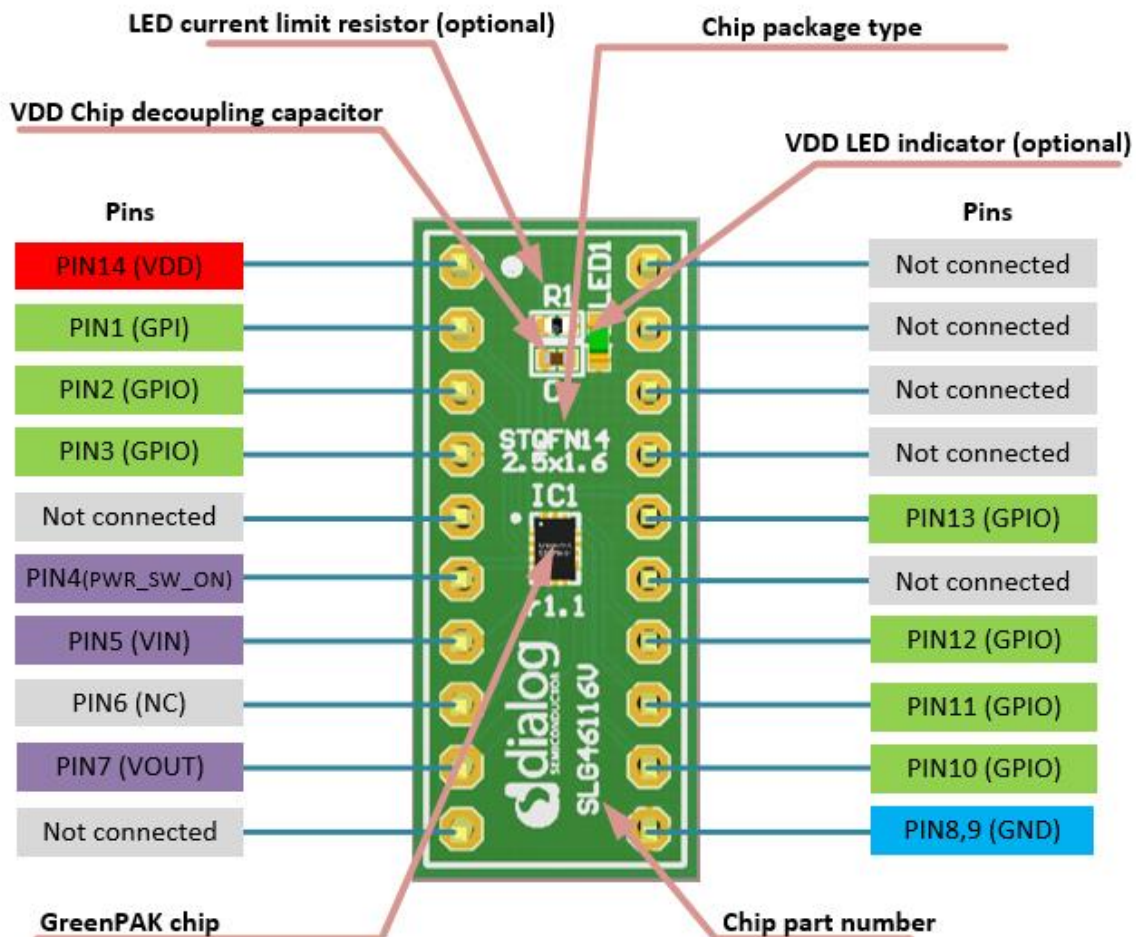 LED current limit resistor (optional)
Chip package type
VDD Chip decoupling capacitor
VDD LED indicator (optional)
Pins
Pins
PIN14 (VDD)
Not connected
PIN1 (GPI)
Not connected
PIN2 (GPIO)
Not connected
PIN3 (GPIO)
Not connected
Not connected
PIN13 (GPIO)
PIN4(PWR_SW_ON)
Not connected
PIN5 (VIN)
PIN12 (GPIO)
PIN6 (NC)
PIN11 (GPIO)
PIN7 (VOUT)
PIN10 (GPIO)
Not connected
PIN8,9 (GND)
LED1
R1
STQFN14
2.5x1.6
IC1
r1.1
dialog
SEMICONDUCTOR
SLG46116V
GreenPAK chip
Chip part number